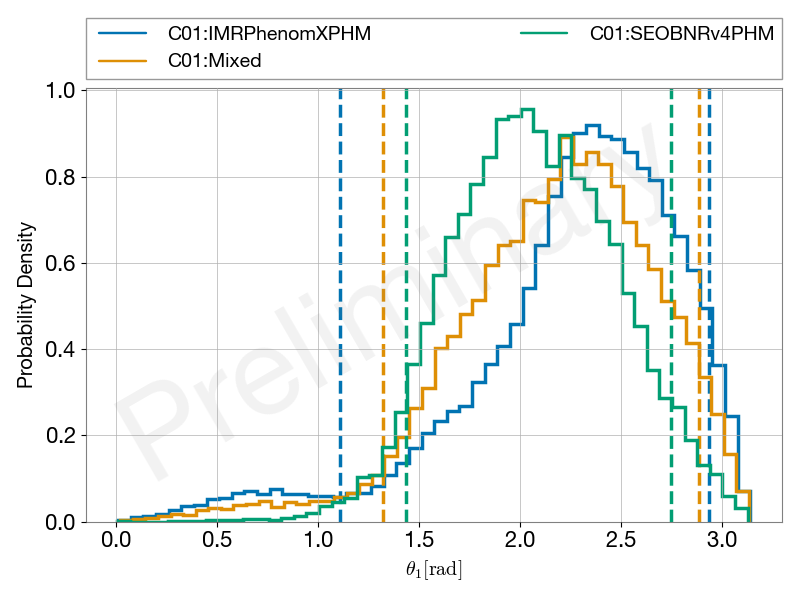 C01:IMRPhenomXPHM
C01:Mixed
C01:SEOBNRv4PHM
1.0
0.8
0.6
0.4
0.2
0.0
Probability Density
Preliminary
0.0 0.5 1.0 1.5 2.0 2.5 3.0
θ₁[rad]